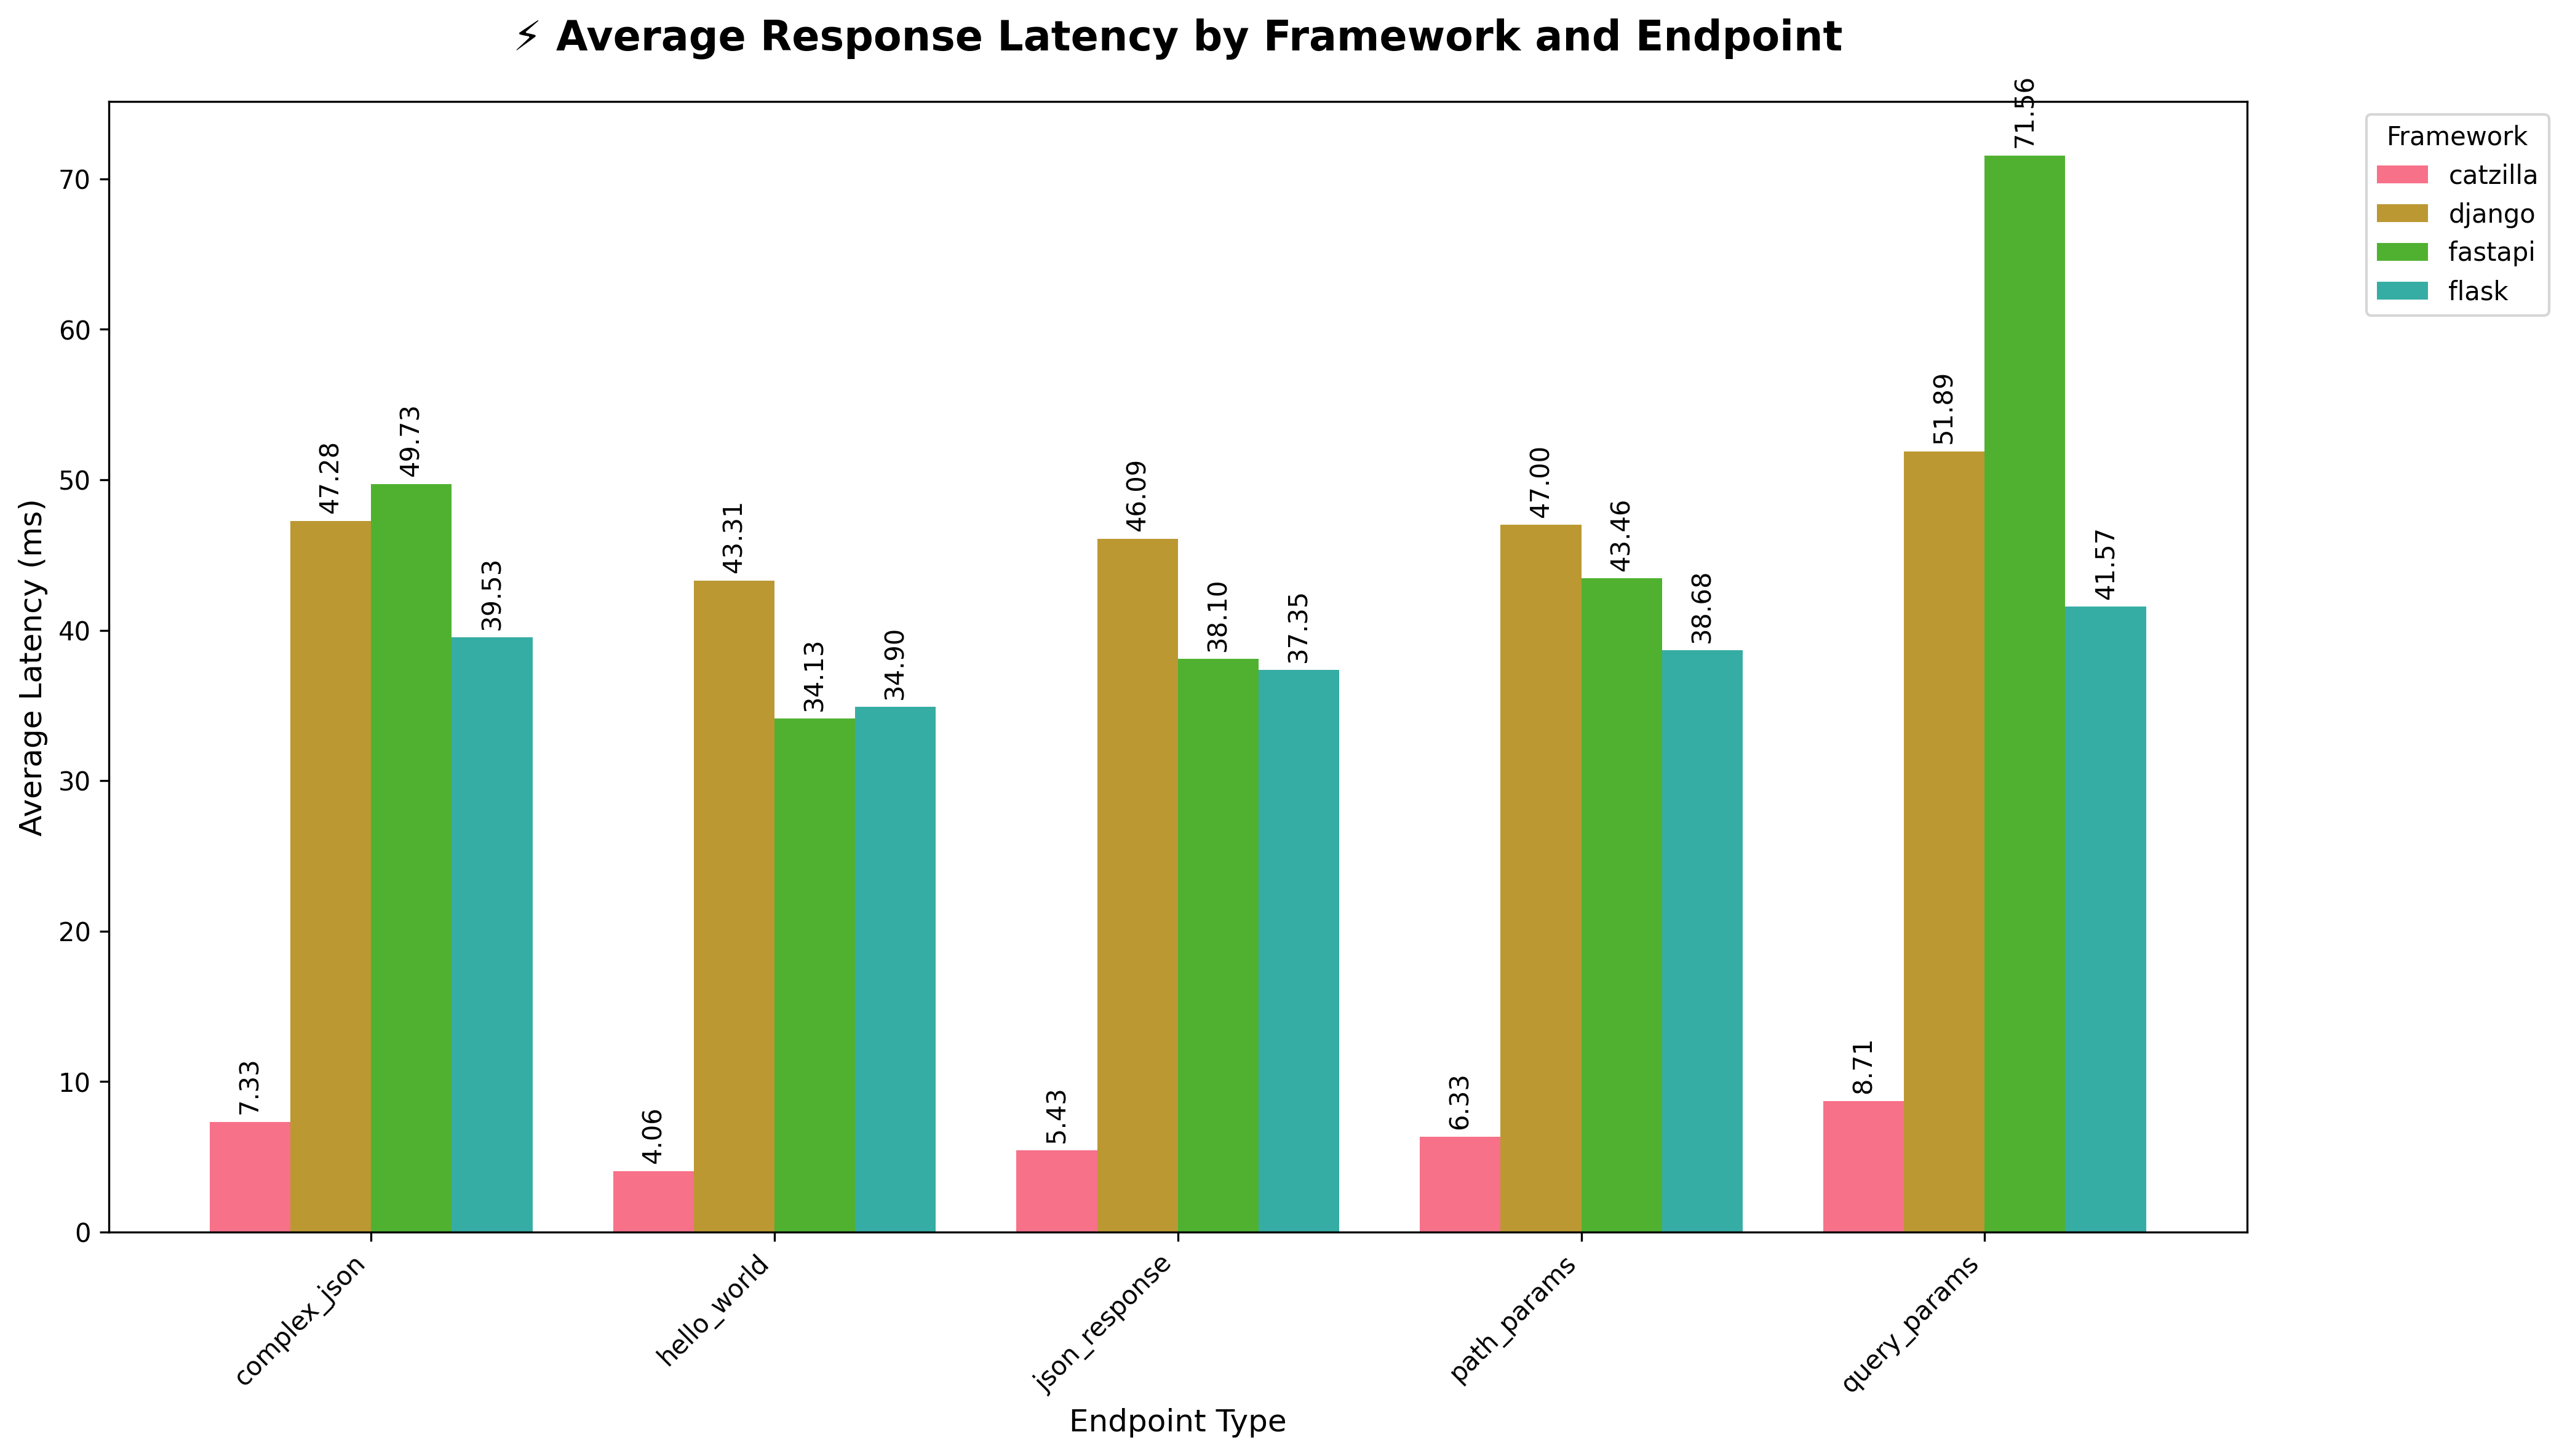 ⚡ Average Response Latency by Framework and Endpoint
Framework
catzilla
django
fastapi
flask
Average Latency (ms)
70
60
50
40
30
20
10
0
7.33
47.28
49.73
39.53
4.06
43.31
34.13
34.90
5.43
46.09
38.10
37.35
6.33
47.00
43.46
38.68
8.71
51.89
71.56
41.57
complex_json
hello_world
json_response
path_params
query_params
Endpoint Type